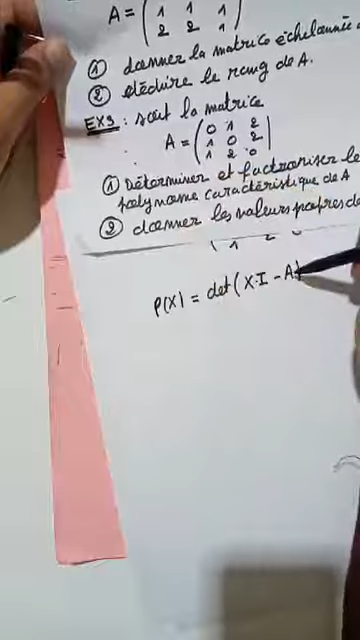 A = ( 1 1 1
2 2 1 )
① donner la matrice échelonnée
② déduire le rang de A.
EX3 : soit la matrice
A = ( 0 1 2
1 0 2
1 2 0 )
① Déterminer et factoriser le
polynome caractéristique de A
② donner les valeurs propres de
1 2
P(X) = det( X·I - A )